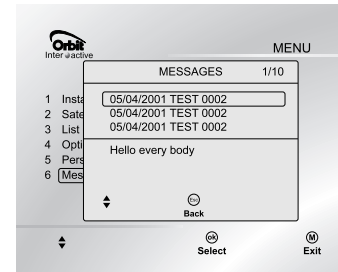 Orbit
Interactive
MENU
MESSAGES 1/10
1 Insta
2 Sate
3 List
4 Opti
5 Pers
6 Mes
05/04/2001 TEST 0002
05/04/2001 TEST 0002
05/04/2001 TEST 0002
Hello every body
Esc
Back
ok
Select
M
Exit